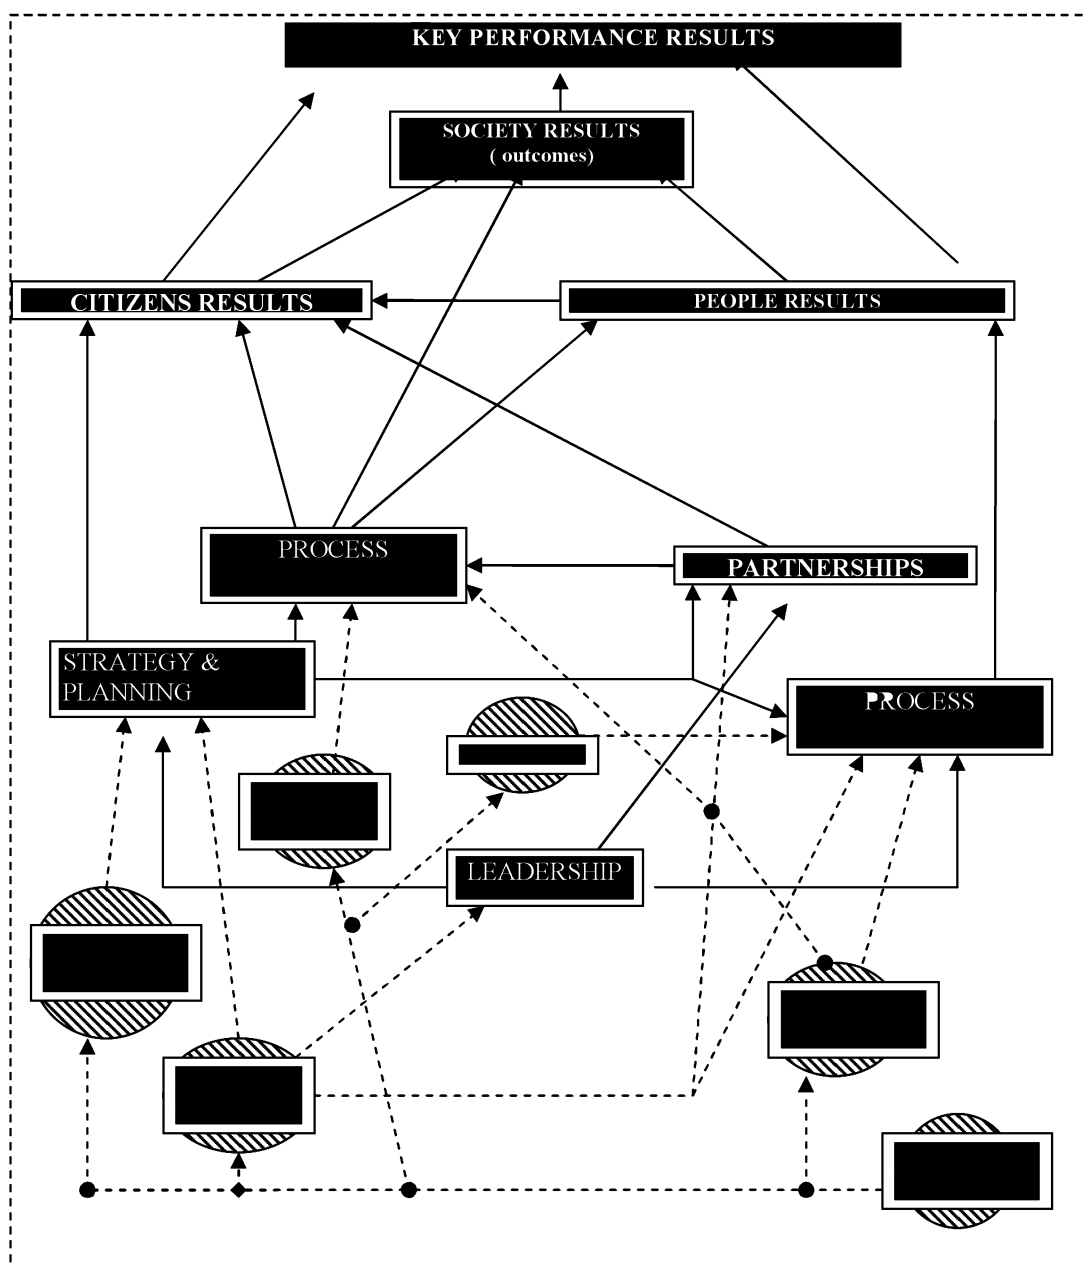 KEY PERFORMANCE RESULTS
SOCIETY RESULTS
( outcomes)
CITIZENS RESULTS
PEOPLE RESULTS
PROCESS
PARTNERSHIPS
STRATEGY &
PLANNING
PROCESS
LEADERSHIP